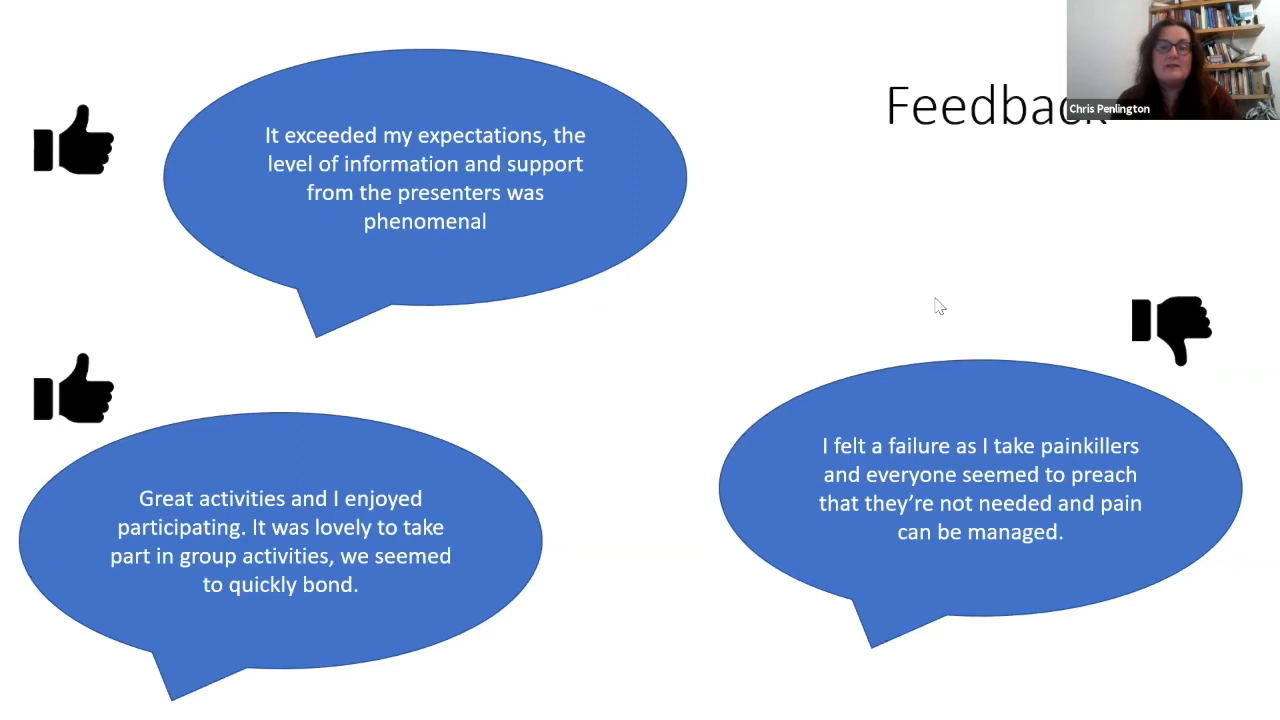 Feedback
Chris Penlington
It exceeded my expectations, the
level of information and support
from the presenters was
phenomenal
Great activities and I enjoyed
participating. It was lovely to take
part in group activities, we seemed
to quickly bond.
I felt a failure as I take painkillers
and everyone seemed to preach
that they’re not needed and pain
can be managed.